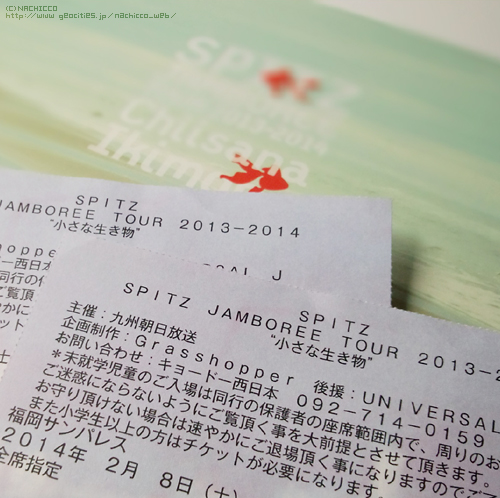 (C)NACHICCO
http://www.geocities.jp/nachicco_web/
SPITZ
2013-2014
Chiisana
Ikimo
SPITZ
JAMBOREE TOUR 2013-2014
“小さな生き物”
SPITZ
SPITZ JAMBOREE TOUR 2013-2
“小さな生き物”
主催：九州朝日放送
企画制作：Grasshopper 後援：UNIVERSAL
お問い合わせ：キョードー西日本 092-714-0159
＊未就学児童のご入場は同行の保護者の座席範囲内で、周りのお
ご迷惑にならないようにご覧頂く事を大前提とさせて頂きます。
お守り頂けない場合は速やかにご退場頂く事になりますのでご
また小学生以上の方はチケットが必要になります。
福岡サンパレス
2014年 2月 8日（土
全席指定